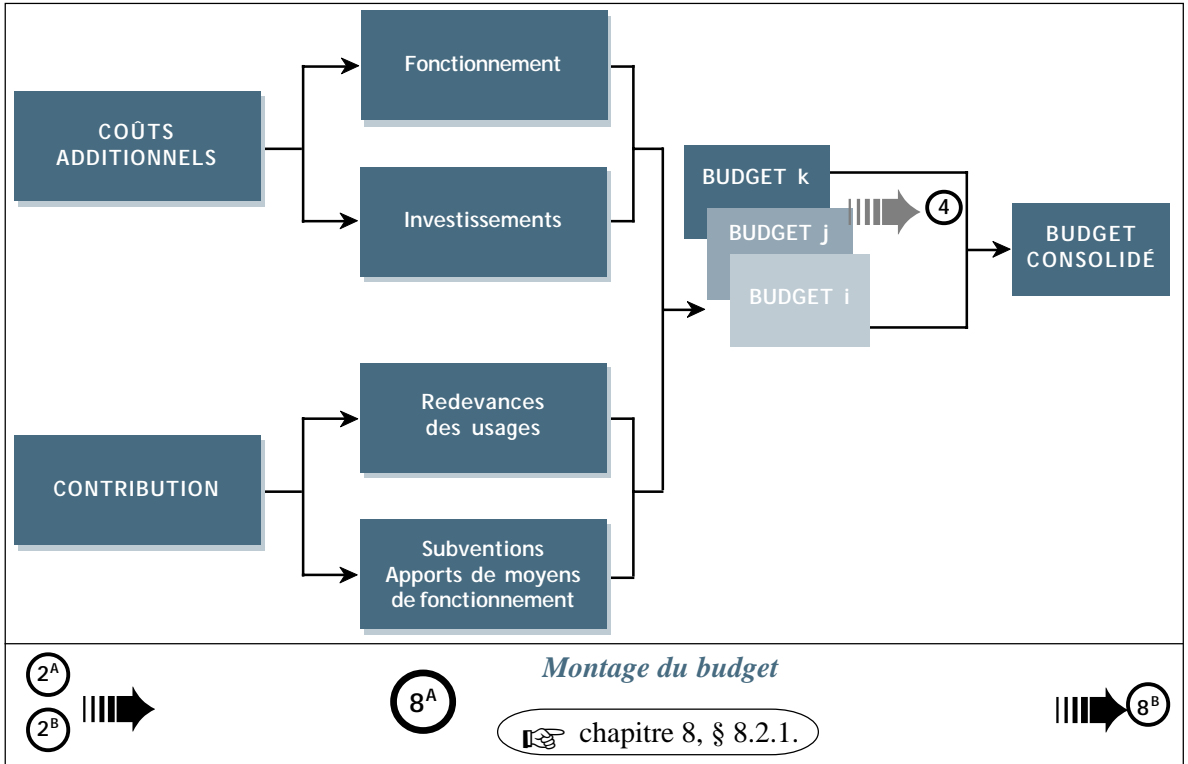 Fonctionnement
COÛTS
ADDITIONNELS
Investissements
BUDGET k
4
BUDGET j
BUDGET i
BUDGET
CONSOLIDÉ
Redevances
des usages
CONTRIBUTION
Subventions
Apports de moyens
de fonctionnement
2A
2B
8A
Montage du budget
chapitre 8, § 8.2.1.
8B